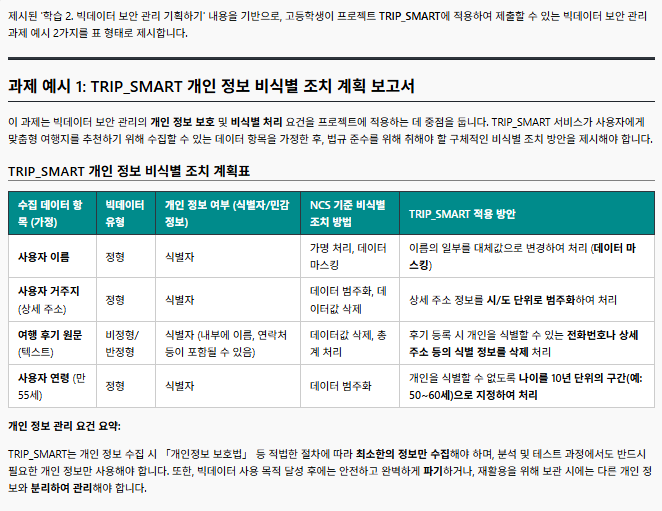 제시된 '학습 2. 빅데이터 보안 관리 기획하기' 내용을 기반으로, 고등학생이 프로젝트 TRIP_SMART에 적용하여 제출할 수 있는 빅데이터 보안 관리
과제 예시 2가지를 표 형태로 제시합니다.
과제 예시 1: TRIP_SMART 개인 정보 비식별 조치 계획 보고서
이 과제는 빅데이터 보안 관리의 개인 정보 보호 및 비식별 처리 요건을 프로젝트에 적용하는 데 중점을 둡니다. TRIP_SMART 서비스가 사용자에게
맞춤형 여행지를 추천하기 위해 수집할 수 있는 데이터 항목을 가정한 후, 법규 준수를 위해 취해야 할 구체적인 비식별 조치 방안을 제시해야 합니다.
TRIP_SMART 개인 정보 비식별 조치 계획표
수집 데이터 항
목 (가정)
빅데이터
유형
개인 정보 여부 (식별자/민감
정보)
NCS 기준 비식별
조치 방법
TRIP_SMART 적용 방안
사용자 이름
정형
식별자
가명 처리, 데이터
마스킹
이름의 일부를 대체값으로 변경하여 처리 (데이터 마
스킹)
사용자 거주지
(상세 주소)
정형
식별자
데이터 범주화, 데
이터값 삭제
상세 주소 정보를 시/도 단위로 범주화하여 처리
여행 후기 원문
(텍스트)
비정형/
반정형
식별자 (내부에 이름, 연락처
등이 포함될 수 있음)
데이터값 삭제, 총
계 처리
후기 등록 시 개인을 식별할 수 있는 전화번호나 상세
주소 등의 식별 정보를 삭제 처리
사용자 연령 (만
55세)
정형
식별자
데이터 범주화
개인을 식별할 수 없도록 나이를 10년 단위의 구간(예:
50~60세)으로 지정하여 처리
개인 정보 관리 요건 요약:
TRIP_SMART는 개인 정보 수집 시 「개인정보 보호법」 등 적법한 절차에 따라 최소한의 정보만 수집해야 하며, 분석 및 테스트 과정에서도 반드시
필요한 개인 정보만 사용해야 합니다. 또한, 빅데이터 사용 목적 달성 후에는 안전하고 완벽하게 파기하거나, 재활용을 위해 보관 시에는 다른 개인 정
보와 분리하여 관리해야 합니다.